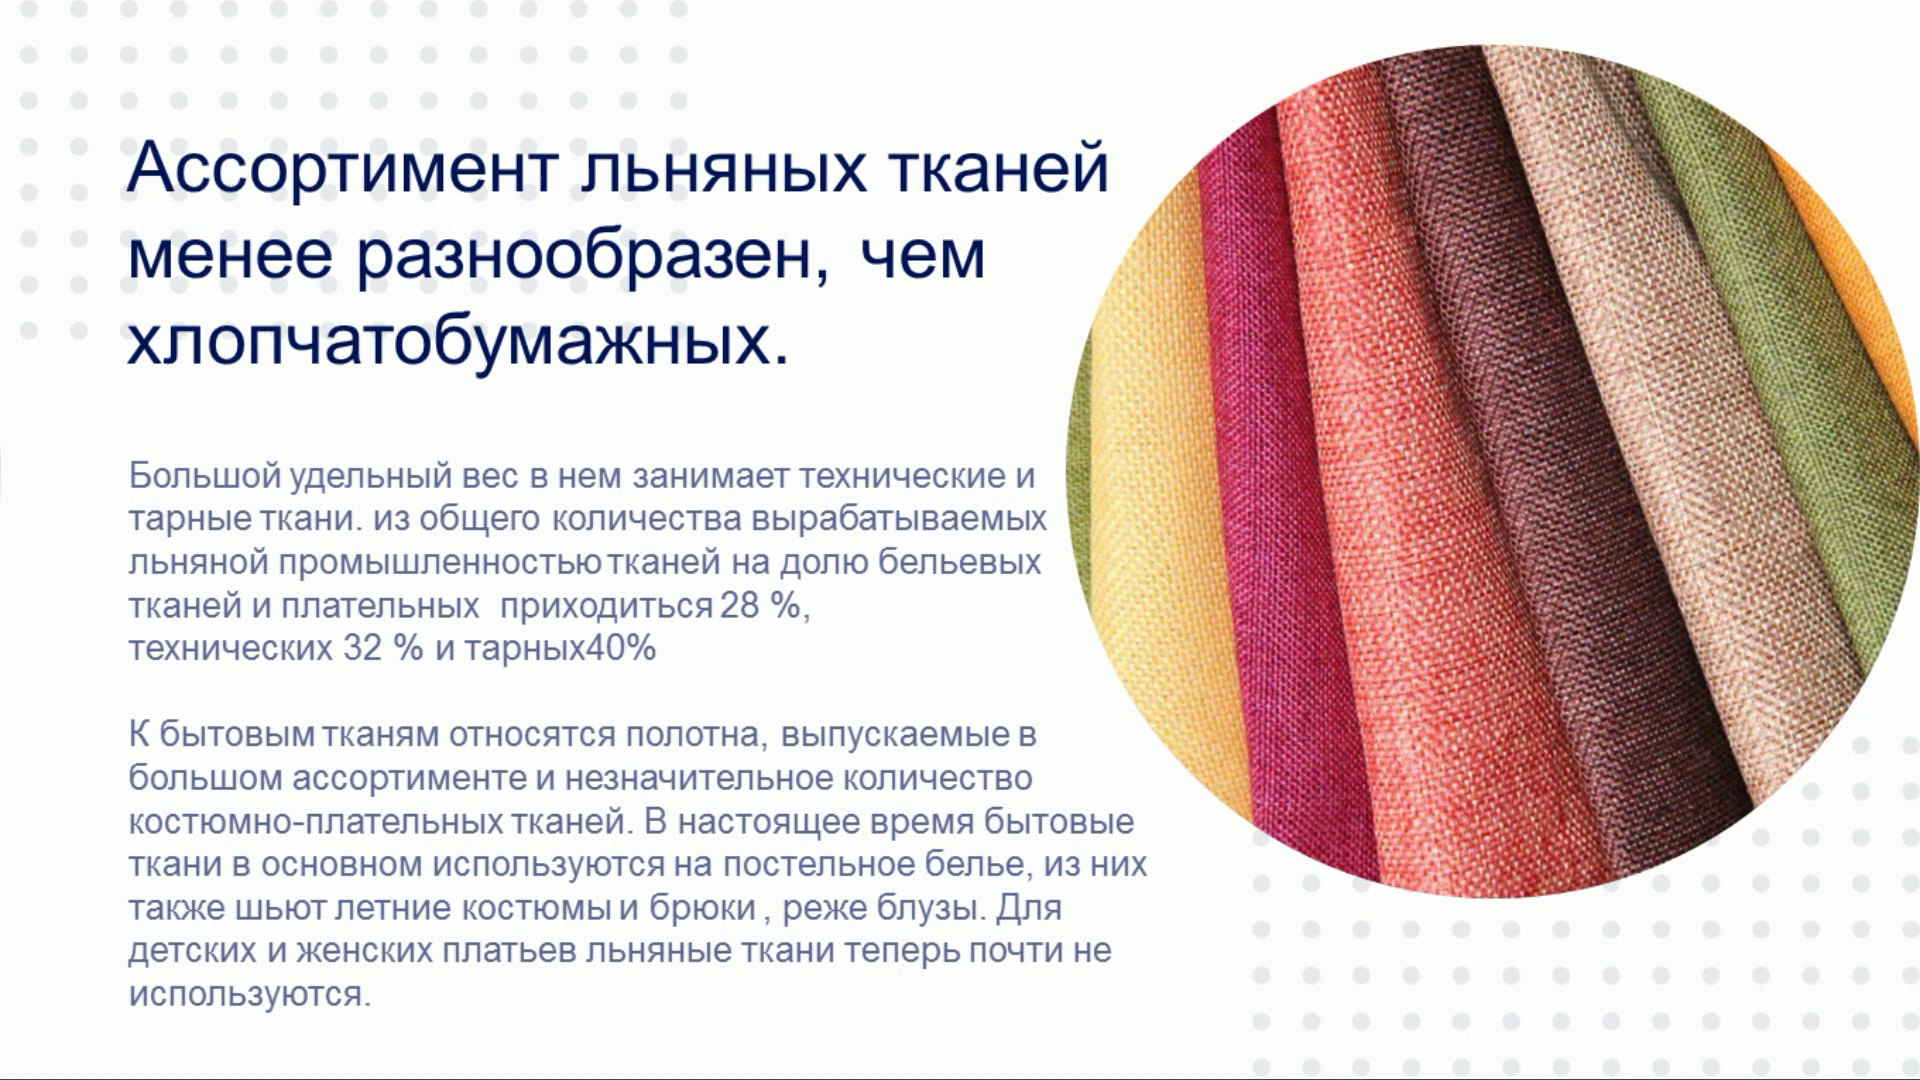 Ассортимент льняных тканей
менее разнообразен, чем
хлопчатобумажных.
Большой удельный вес в нем занимает технические и
тарные ткани. из общего количества вырабатываемых
льняной промышленностью тканей на долю бельевых
тканей и плательных приходиться 28 %,
технических 32 % и тарных40%
К бытовым тканям относятся полотна, выпускаемые в
большом ассортименте и незначительное количество
костюмно-плательных тканей. В настоящее время бытовые
ткани в основном используются на постельное белье, из них
также шьют летние костюмы и брюки , реже блузы. Для
детских и женских платьев льняные ткани теперь почти не
используются.